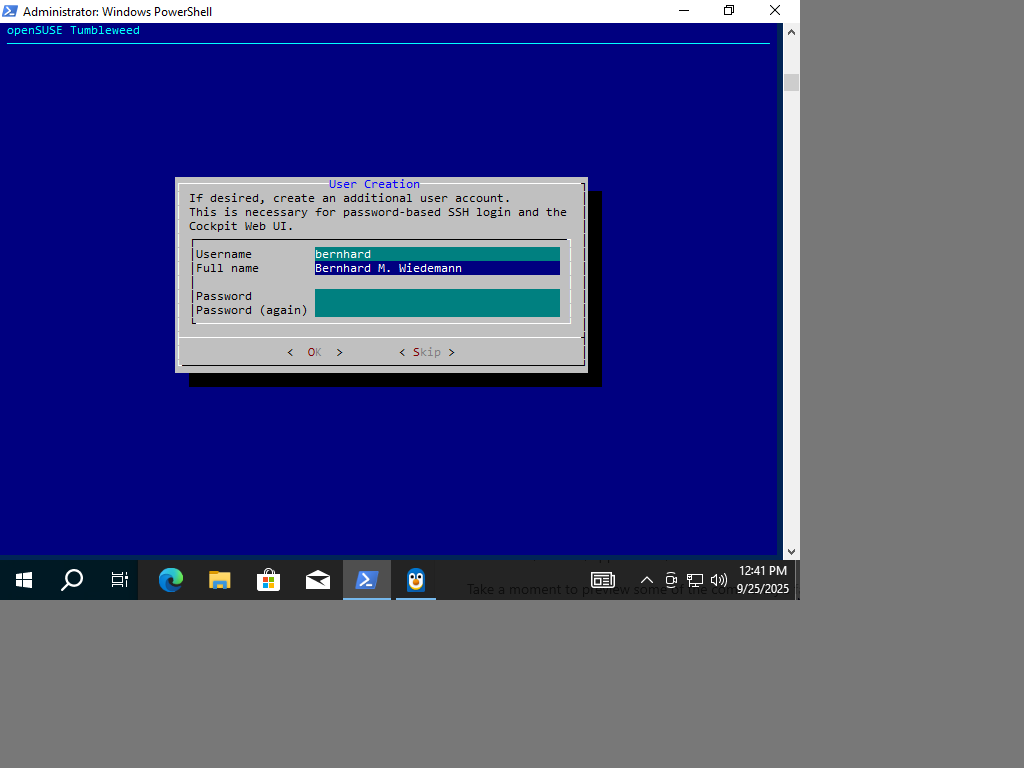 Administrator: Windows PowerShell
openSUSE Tumbleweed
User Creation
If desired, create an additional user account.
This is necessary for password-based SSH login and the
Cockpit Web UI.
Username bernhard
Full name Bernhard M. Wiedemann
Password
Password (again)
< OK > < Skip >
12:41 PM
Take a moment to preview some of the com
9/25/2025